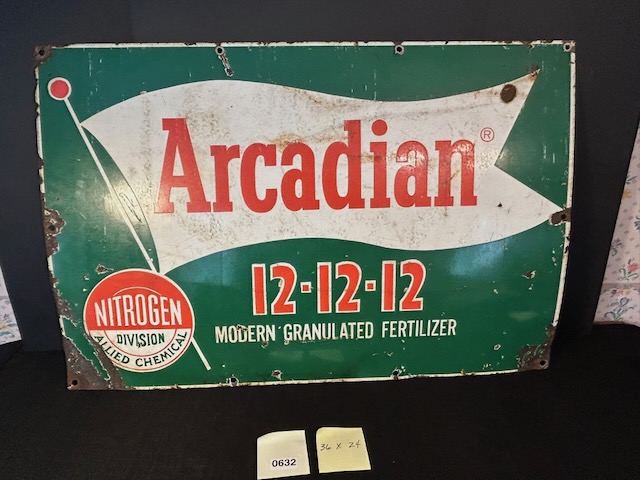 Arcadian®
12·12·12
MODERN GRANULATED FERTILIZER
NITROGEN
DIVISION
ALLIED CHEMICAL
0632
36 X 24